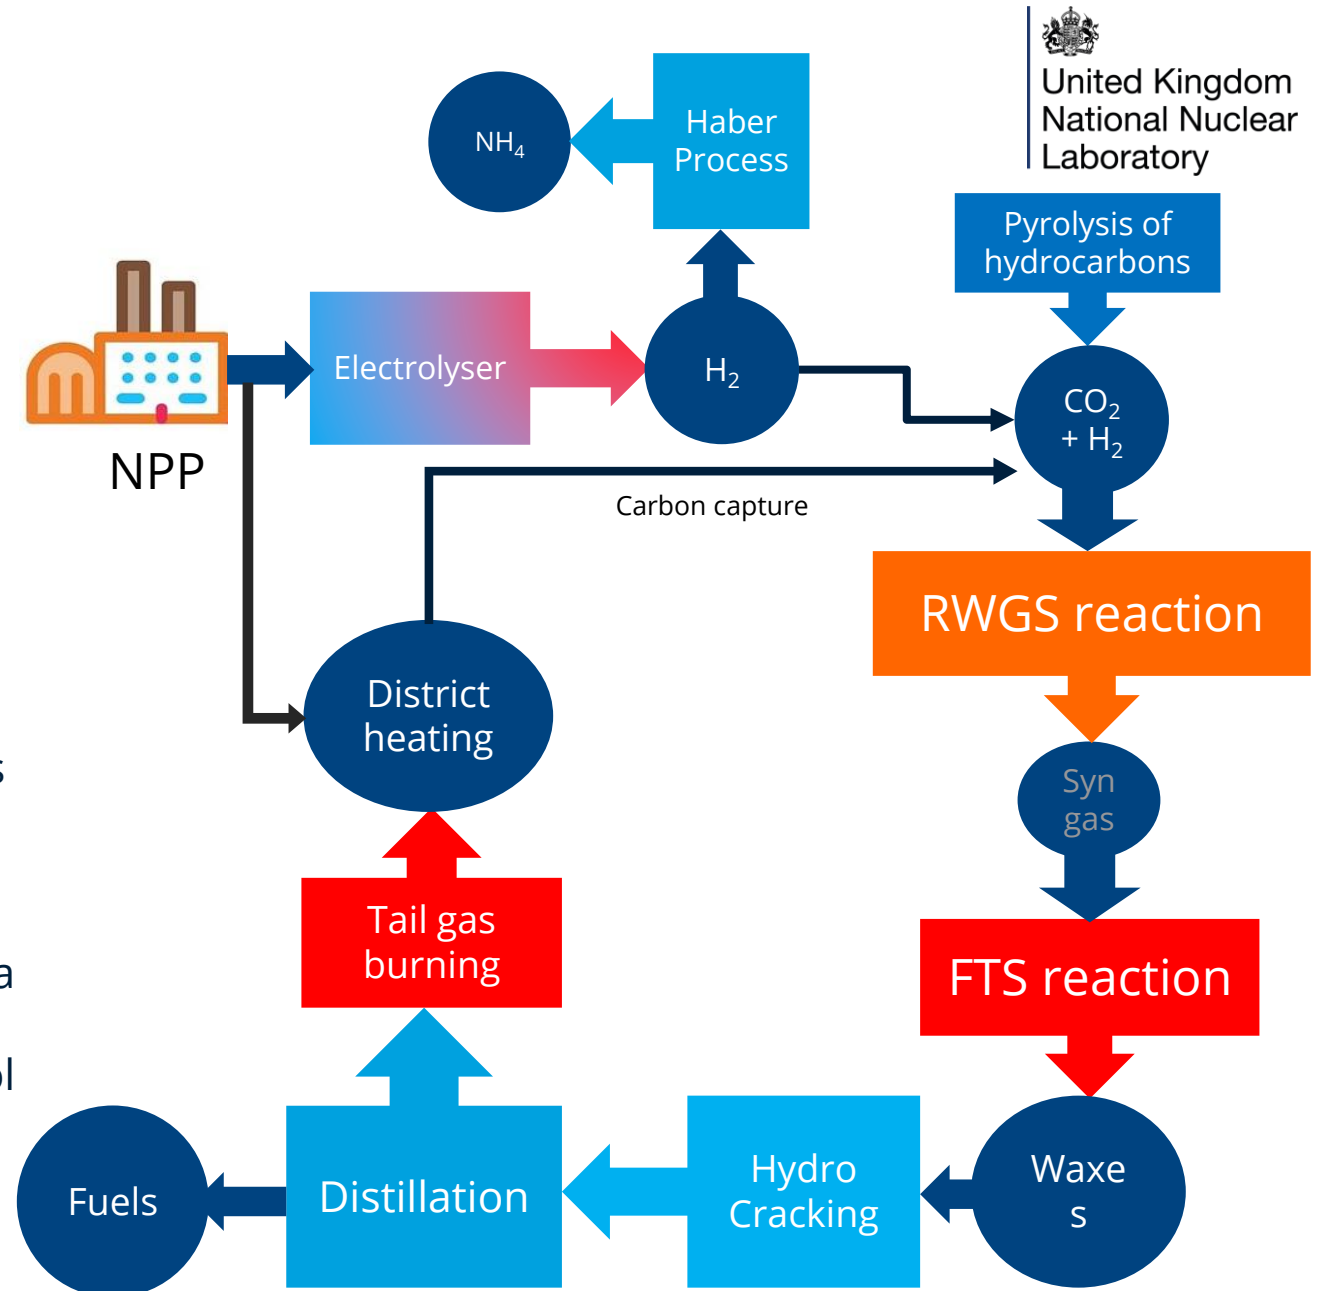 United Kingdom
National Nuclear
Laboratory
NH₄
Haber
Process
Pyrolysis of
hydrocarbons
NPP
Electrolyser
H₂
CO₂
+ H₂
Carbon capture
RWGS reaction
District
heating
Syn
gas
s
Tail gas
burning
a
FTS reaction
ol
Fuels
Distillation
Hydro
Cracking
Waxe
s